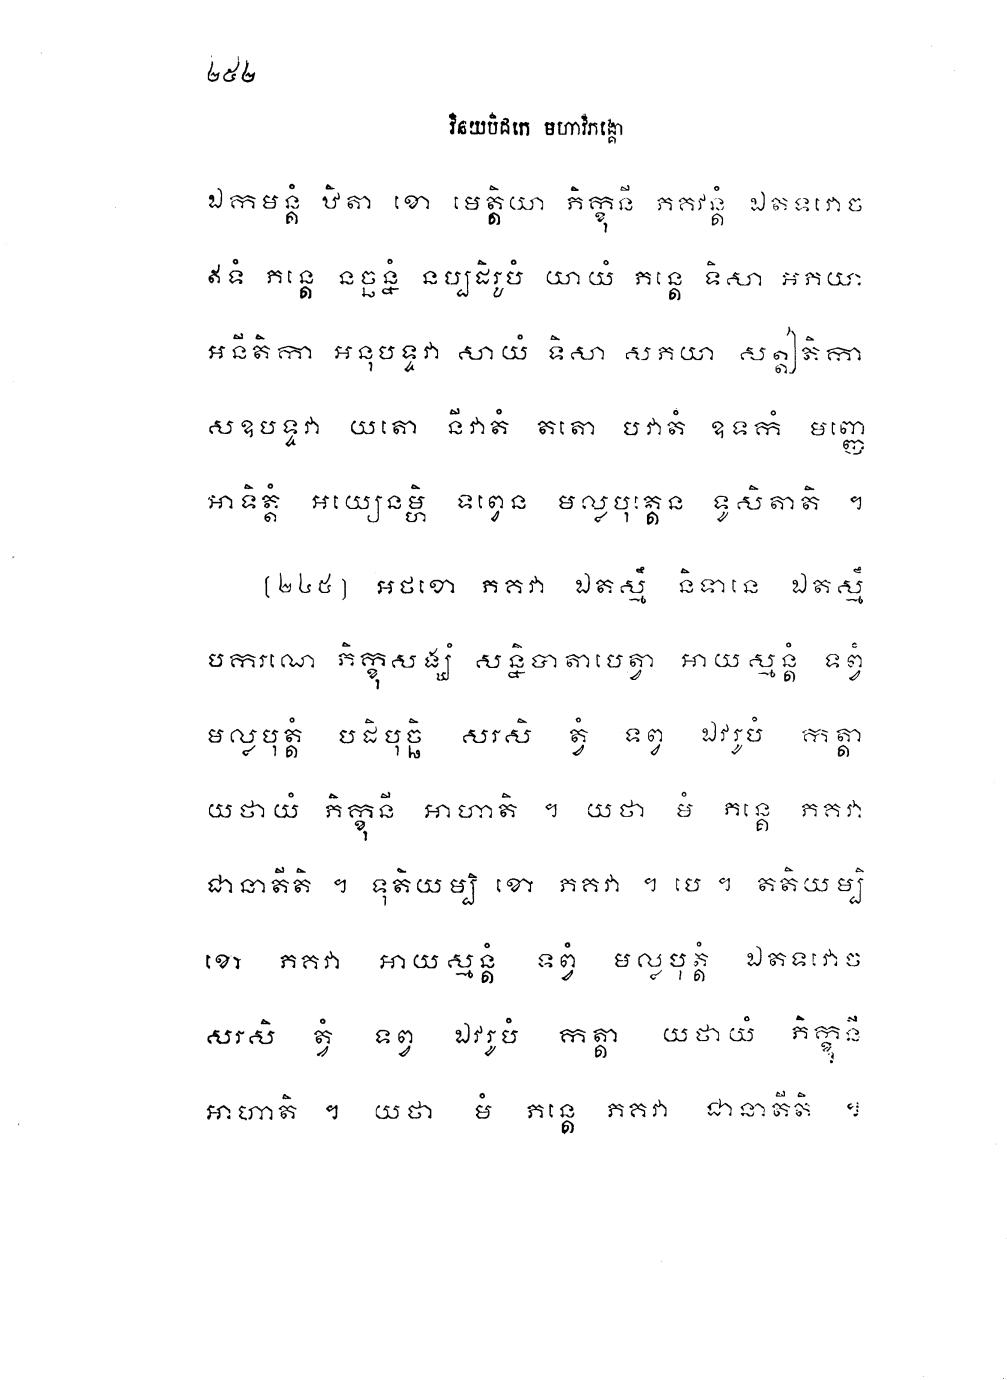 ២៥២
វិនយបិដកេ មហាវិភង្គោ
ឯកមន្តំ ឋិតា ខោ មេត្តិយា ភិក្ខុនី ភគវន្តំ ឯតទវោច
ឥទំ ភន្តេ នច្ឆន្នំ នប្បដិរូបំ យាយំ ភន្តេ ទិសា អភយា
អនីតិកា អនុបទ្ទវា សាយំ ទិសា សភយា សត្តីតិកា
សឧបទ្ទវា យតោ និវាតំ តតោ បវាតំ ឧទកំ មញ្ញេ
អាទិត្តំ អយ្យេនម្ហិ ទព្វេន មល្លបុត្តេន ទូសិតាតិ ។
(២៤៥) អថខោ ភគវា ឯតស្មឹ និទានេ ឯតស្មឹ
បករណេ ភិក្ខុសង្ឃំ សន្និបាតាបេត្វា អាយស្មន្តំ ទព្វំ
មល្លបុត្តំ បដិបុច្ឆិ សរសិ ត្វំ ទព្វ ឯវរូបំ កត្តា
យថាយំ ភិក្ខុនី អាហាតិ ។ យថា មំ ភន្តេ ភគវា
ជានាតីតិ ។ ទុតិយម្បិ ខោ ភគវា ។ បេ ។ តតិយម្បិ
ខោ ភគវា អាយស្មន្តំ ទព្វំ មល្លបុត្តំ ឯតទវោច
សរសិ ត្វំ ទព្វ ឯវរូបំ កត្តា យថាយំ ភិក្ខុនី
អាហាតិ ។ យថា មំ ភន្តេ ភគវា ជានាតីតិ ។